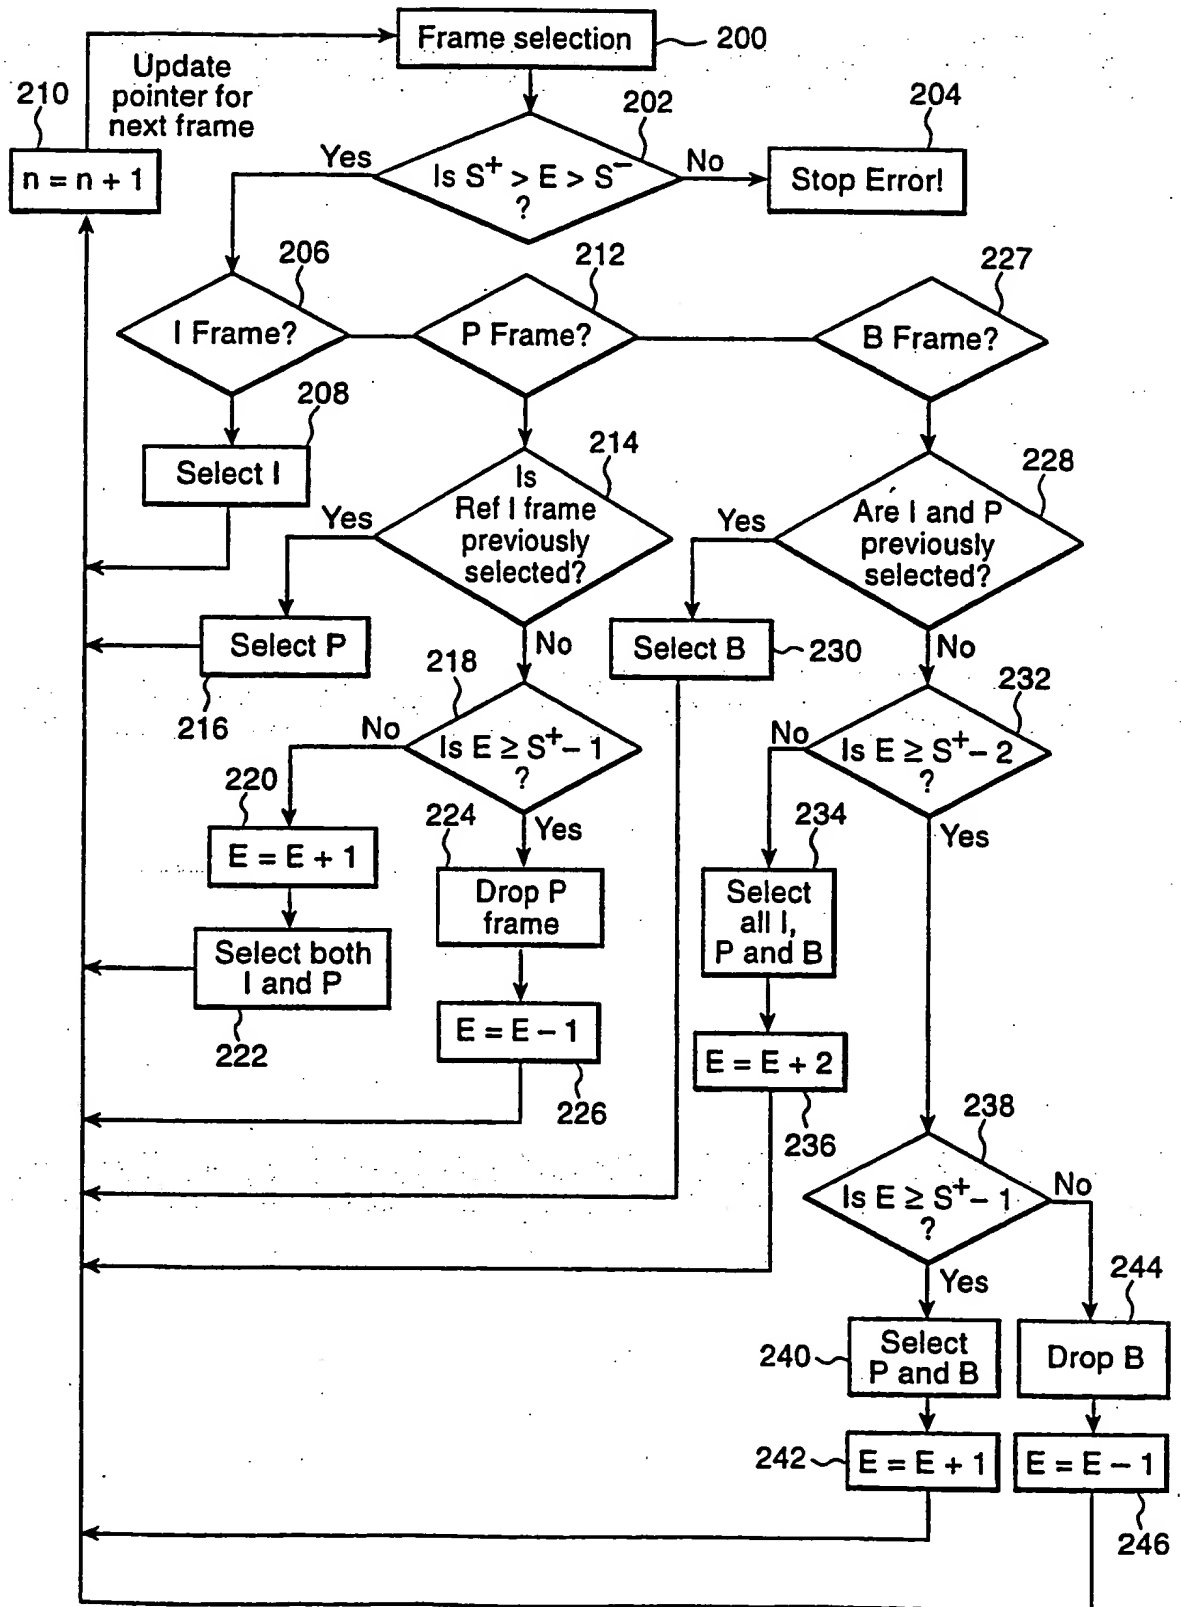 Frame selection
200
Update
pointer for
next frame
210
n = n + 1
202
Is S⁺ > E > S⁻
?
Yes
No
204
Stop Error!
206
I Frame?
212
P Frame?
227
B Frame?
208
Select I
214
Is
Ref I frame
previously
selected?
Yes
No
228
Are I and P
previously
selected?
Yes
No
Select P
216
Select B
230
218
Is E ≥ S⁺ – 1
?
No
Yes
232
Is E ≥ S⁺ – 2
?
No
Yes
220
E = E + 1
Select both
I and P
222
224
Drop P
frame
E = E – 1
226
234
Select
all I,
P and B
E = E + 2
236
238
Is E ≥ S⁺ – 1
?
No
Yes
240
Select
P and B
244
Drop B
242
E = E + 1
E = E – 1
246